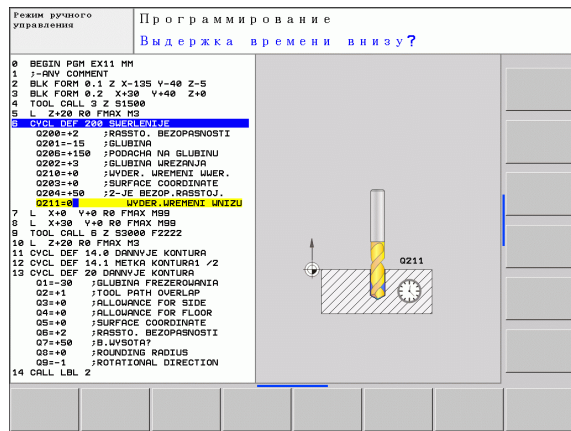 Режим ручного
управления
Программирование
Выдержка времени внизу?
0 BEGIN PGM EX11 MM
1 ;-ANY COMMENT
2 BLK FORM 0.1 Z X-135 Y-40 Z-5
3 BLK FORM 0.2 X+30 Y+40 Z+0
4 TOOL CALL 3 Z S1500
5 L Z+20 R0 FMAX M3
6 CYCL DEF 200 SWERLENIJE
Q200=+2 ;RASSTO. BEZOPASNOSTI
Q201=-15 ;GLUBINA
Q206=+150 ;PODACHA NA GLUBINU
Q202=+3 ;GLUBINA WREZANJA
Q210=+0 ;WYDER. WREMENI WWER.
Q203=+0 ;SURFACE COORDINATE
Q204=+50 ;2-JE BEZOP.RASSTOJ.
Q211=0 WYDER.WREMENI WNIZU
7 L X+0 Y+0 R0 FMAX M99
8 L X+30 Y+0 R0 FMAX M99
9 TOOL CALL 6 Z S3000 F2222
10 L Z+20 R0 FMAX M3
11 CYCL DEF 14.0 DANNYJE KONTURA
12 CYCL DEF 14.1 METKA KONTURA1 /2
13 CYCL DEF 20 DANNYJE KONTURA
Q1=-30 ;GLUBINA FREZEROWANIA
Q2=+1 ;TOOL PATH OVERLAP
Q3=+0 ;ALLOWANCE FOR SIDE
Q4=+0 ;ALLOWANCE FOR FLOOR
Q5=+0 ;SURFACE COORDINATE
Q6=+2 ;RASSTO. BEZOPASNOSTI
Q7=+50 ;B.WYSOTA?
Q8=+0 ;ROUNDING RADIUS
Q9=-1 ;ROTATIONAL DIRECTION
14 CALL LBL 2
Q211